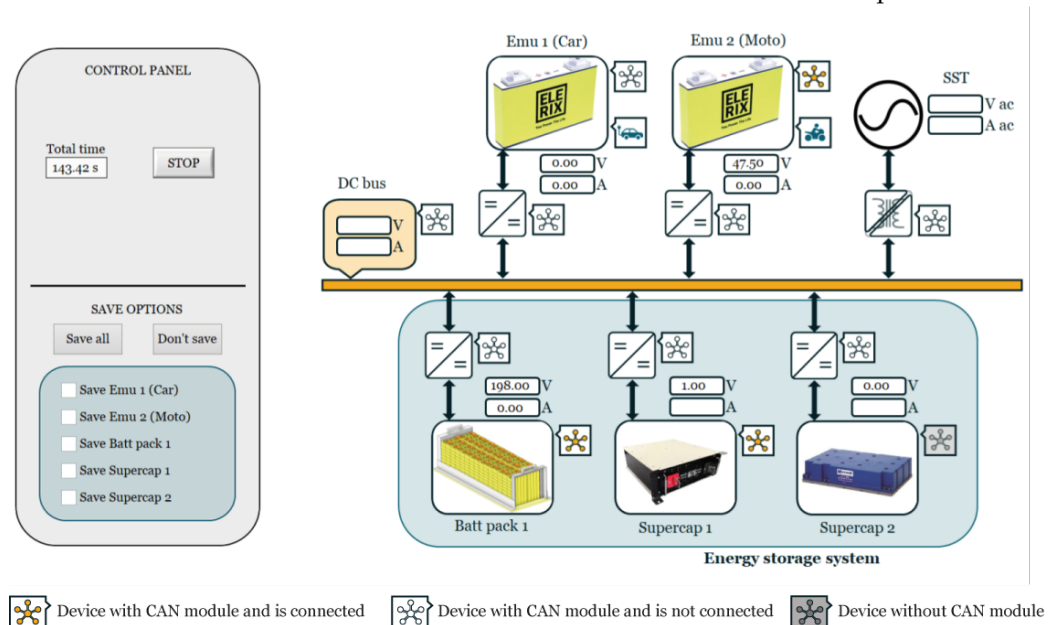 CONTROL PANEL
Total time
143.42 s
STOP
SAVE OPTIONS
Save all
Don't save
Save Emu 1 (Car)
Save Emu 2 (Moto)
Save Batt pack 1
Save Supercap 1
Save Supercap 2
Emu 1 (Car)
ELE
RIX
0.00 V
0.00 A
Emu 2 (Moto)
ELE
RIX
47.50 V
0.00 A
SST
V ac
A ac
DC bus
V
A
198.00 V
0.00 A
Batt pack 1
1.00 V
A
Supercap 1
0.00 V
A
Supercap 2
Energy storage system
Device with CAN module and is connected
Device with CAN module and is not connected
Device without CAN module